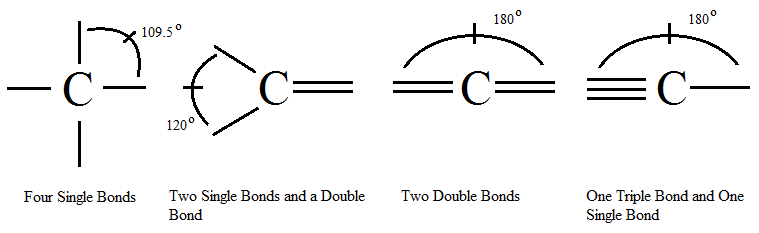 109.5°
C
Four Single Bonds
120°
C
Two Single Bonds and a Double
Bond
180°
C
Two Double Bonds
180°
C
One Triple Bond and One
Single Bond